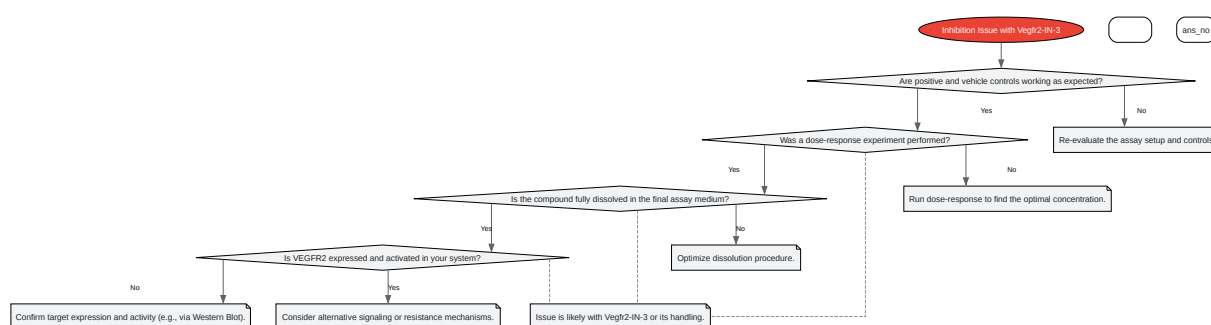 Inhibition Issue with Vegfr2-IN-3
ans_no
Are positive and vehicle controls working as expected?
Yes
No
Was a dose-response experiment performed?
Re-evaluate the assay setup and controls
Yes
No
Is the compound fully dissolved in the final assay medium?
Run dose-response to find the optimal concentration.
Yes
No
Is VEGFR2 expressed and activated in your system?
Optimize dissolution procedure.
No
Yes
Confirm target expression and activity (e.g., via Western Blot).
Consider alternative signaling or resistance mechanisms.
Issue is likely with Vegfr2-IN-3 or its handling.